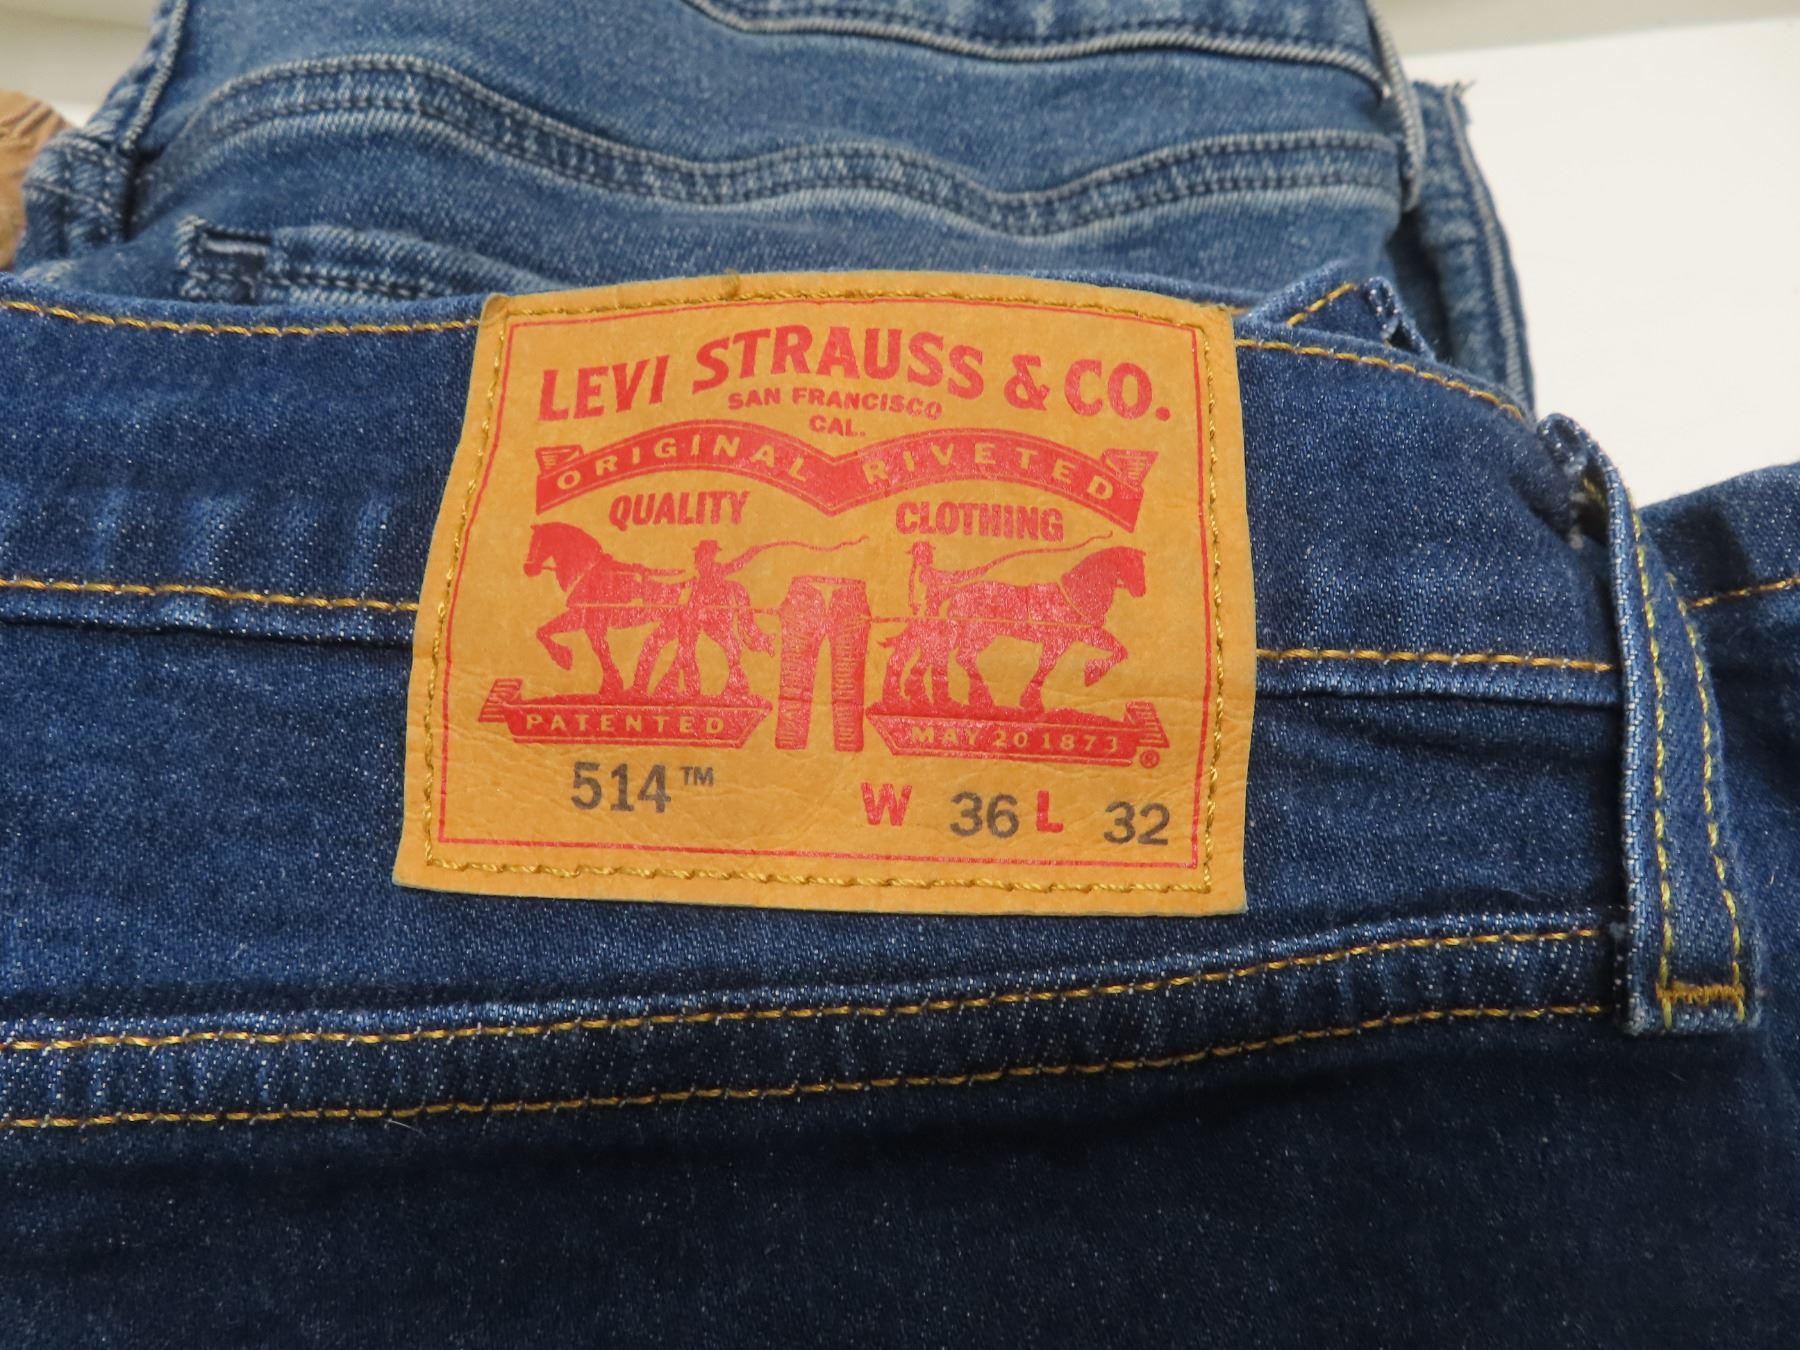 LEVI STRAUSS & CO.
SAN FRANCISCO
CAL.
ORIGINAL RIVETED
QUALITY CLOTHING
PATENTED MAY 20 1873 ®
514™ W 36 L 32